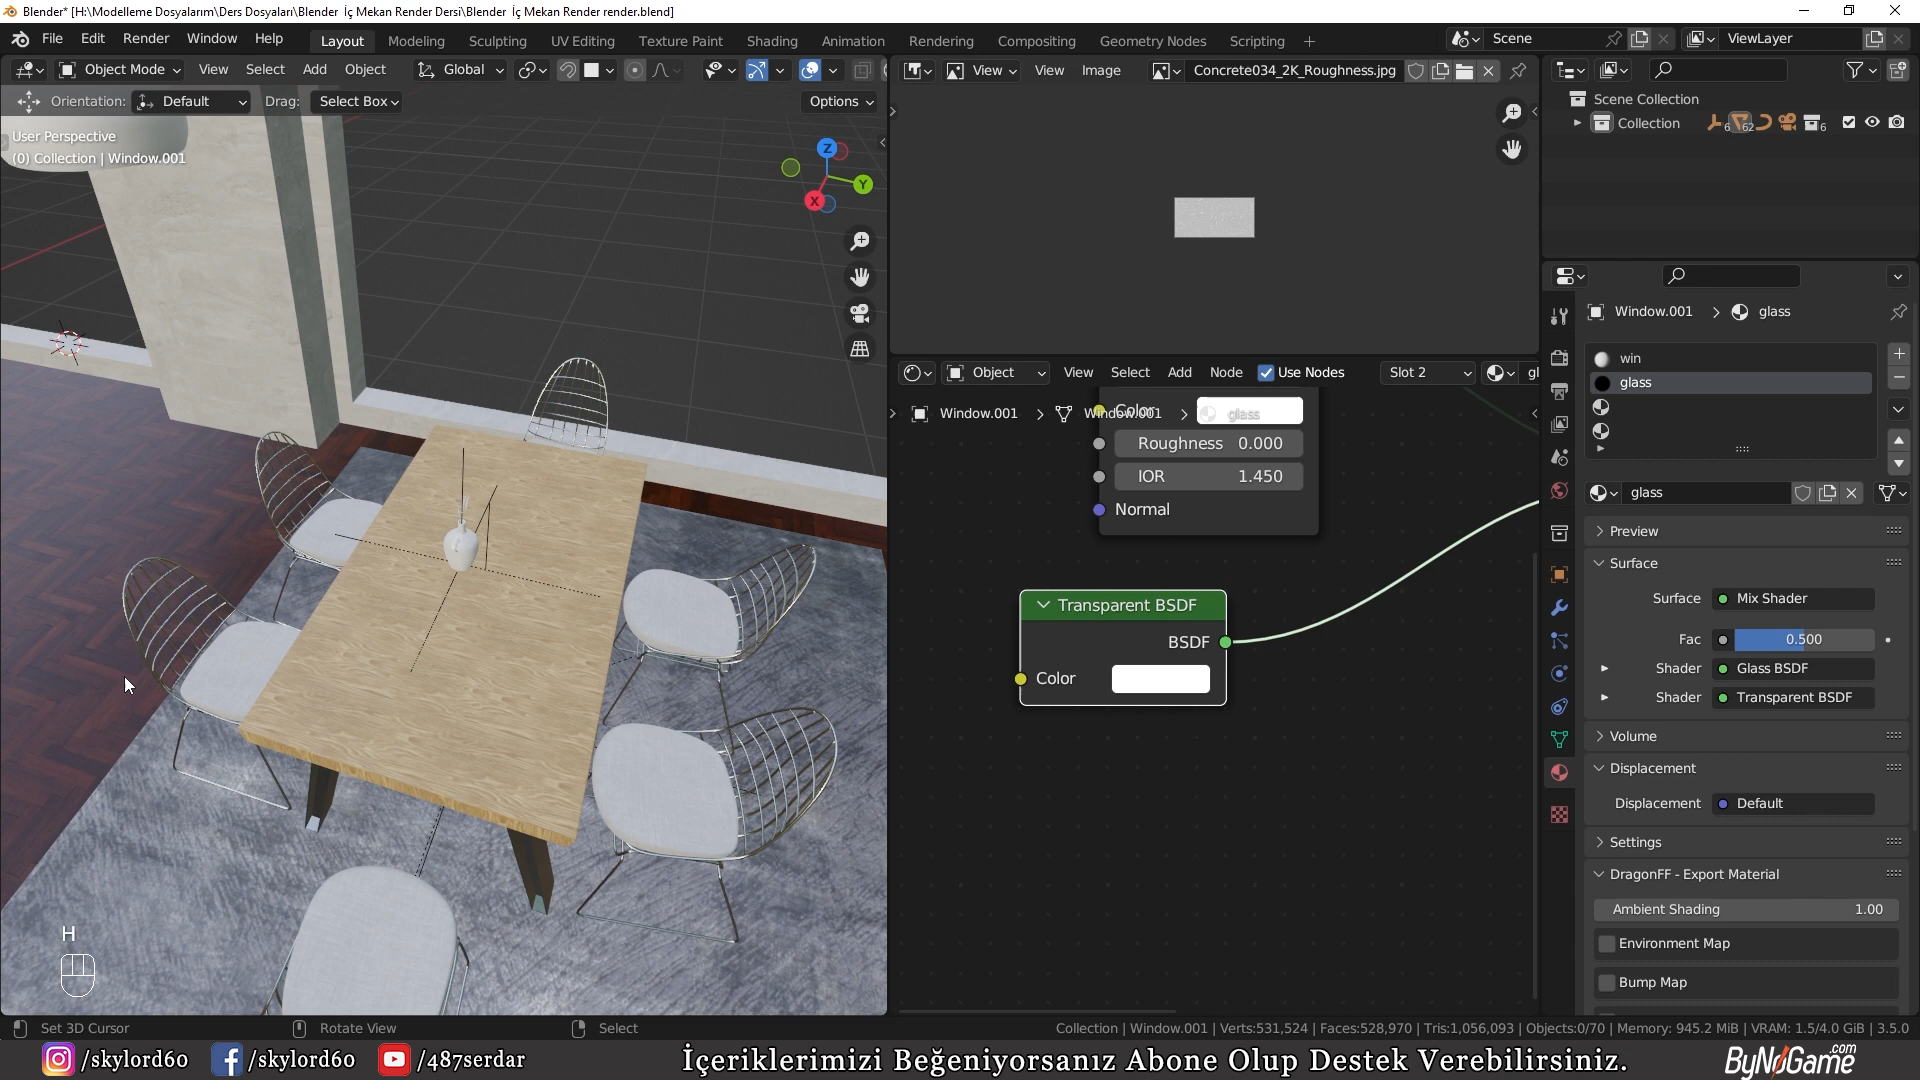 Blender* [H:\Modelleme Dosyalarım\Ders Dosyaları\Blender İç Mekan Render Dersi\Blender İç Mekan Render render.blend]
File Edit Render Window Help
Layout Modeling Sculpting UV Editing Texture Paint Shading Animation Rendering Compositing Geometry Nodes Scripting +
Scene
ViewLayer
Object Mode View Select Add Object Global
Orientation: Default Drag: Select Box
Options
User Perspective
(0) Collection | Window.001
Z
Y
X
H
View View Image Concrete034_2K_Roughness.jpg
Object View Select Add Node Use Nodes Slot 2 gl
Window.001 > Window.001 > glass
Color
Roughness 0.000
IOR 1.450
Normal
Transparent BSDF
BSDF
Color
Scene Collection
Collection 6 62 6
Window.001 > glass
win
glass
glass
Preview
Surface
Surface Mix Shader
Fac 0.500
Shader Glass BSDF
Shader Transparent BSDF
Volume
Displacement
Displacement Default
Settings
DragonFF - Export Material
Ambient Shading 1.00
Environment Map
Bump Map
Set 3D Cursor Rotate View Select
Collection | Window.001 | Verts:531,524 | Faces:528,970 | Tris:1,056,093 | Objects:0/70 | Memory: 945.2 MiB | VRAM: 1.5/4.0 GiB | 3.5.0
/skylord60 /skylord60 /487serdar
İçeriklerimizi Beğeniyorsanız Abone Olup Destek Verebilirsiniz.
ByNoGame.com